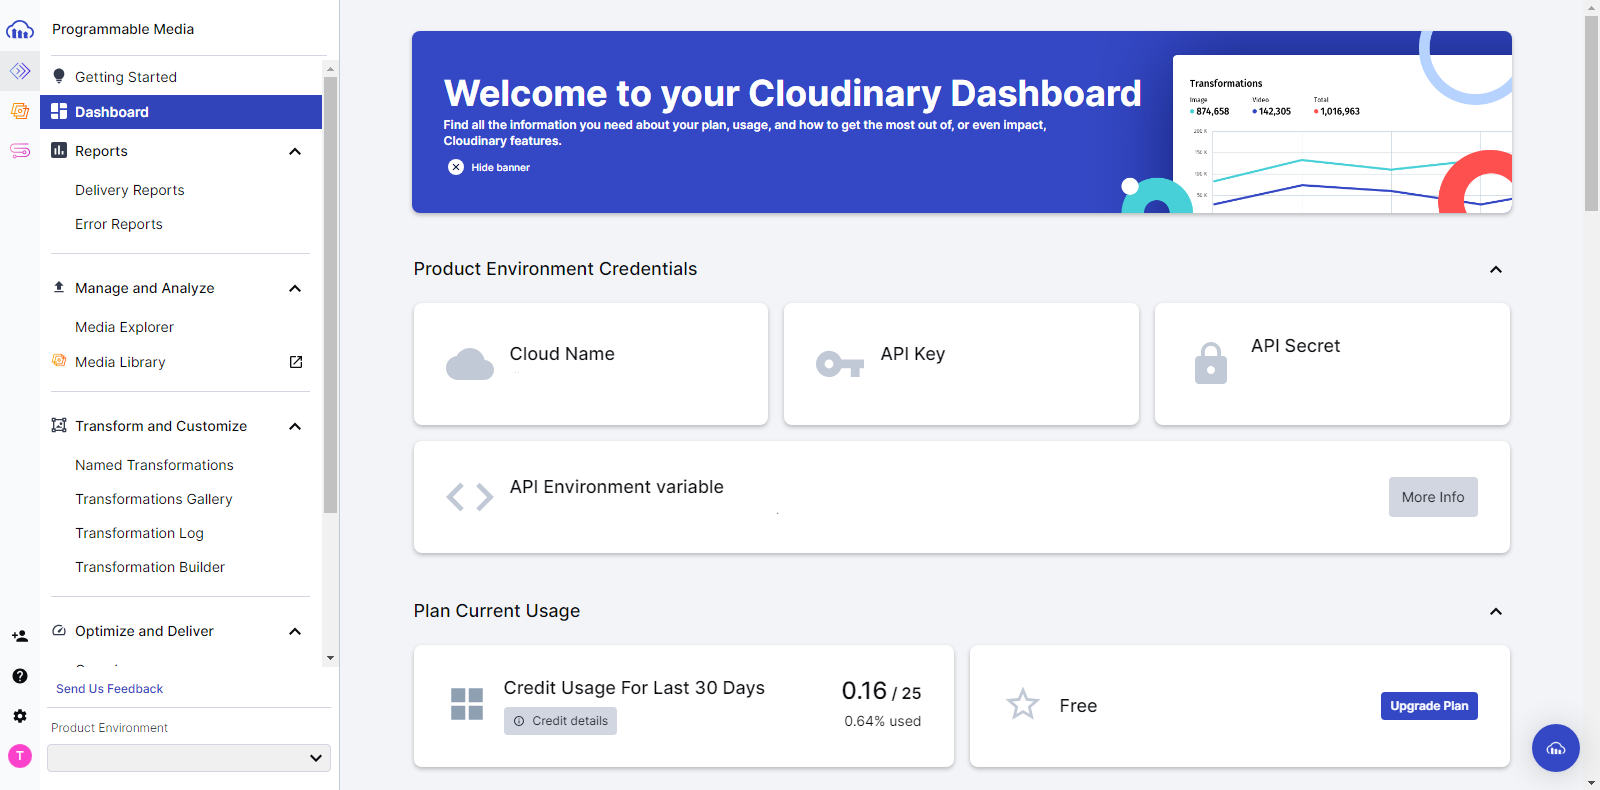 Programmable Media
Getting Started
Dashboard
Reports
Delivery Reports
Error Reports
Manage and Analyze
Media Explorer
Media Library
Transform and Customize
Named Transformations
Transformations Gallery
Transformation Log
Transformation Builder
Optimize and Deliver
Send Us Feedback
Product Environment
T
Welcome to your Cloudinary Dashboard
Find all the information you need about your plan, usage, and how to get the most out of, or even impact,
Cloudinary features.
Hide banner
Transformations
Image Video Total
874,658 142,305 1,016,963
200 K
150 K
100 K
50 K
Product Environment Credentials
Cloud Name
API Key
API Secret
API Environment variable
More Info
Plan Current Usage
Credit Usage For Last 30 Days
Credit details
0.16 / 25
0.64% used
Free
Upgrade Plan